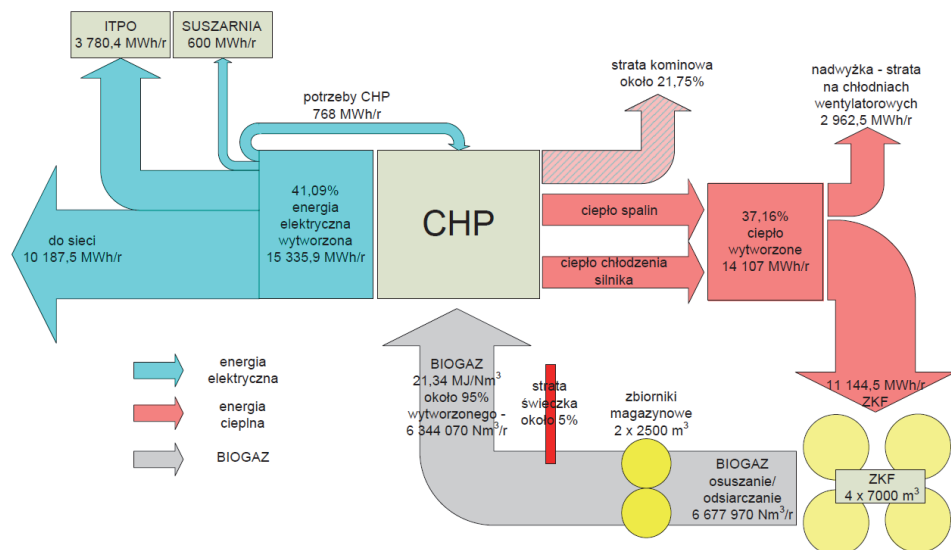 ITPO
3 780,4 MWh/r
SUSZARNIA
600 MWh/r
potrzeby CHP
768 MWh/r
strata kominowa
około 21,75%
nadwyżka - strata
na chłodniach
wentylatorowych
2 962,5 MWh/r
41,09%
energia
elektryczna
wytworzona
15 335,9 MWh/r
CHP
ciepło spalin
ciepło chłodzenia
silnika
37,16%
ciepło
wytworzone
14 107 MWh/r
do sieci
10 187,5 MWh/r
energia
elektryczna
energia
cieplna
BIOGAZ
BIOGAZ
21,34 MJ/Nm³
około 95%
wytworzonego -
6 344 070 Nm³/r
strata
świeczka
około 5%
zbiorniki
magazynowe
2 x 2500 m³
BIOGAZ
osuszanie/
odsiarczanie
6 677 970 Nm³/r
11 144,5 MWh/r
ZKF
ZKF
4 x 7000 m³